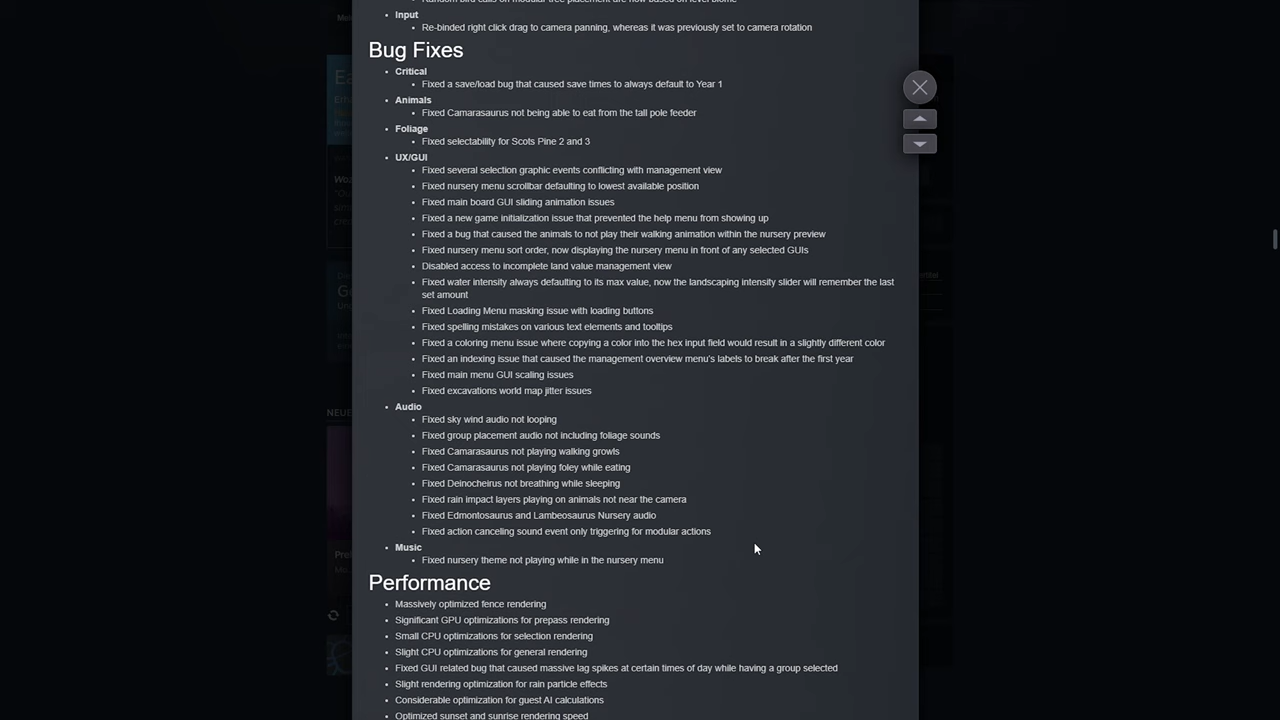 Random bird calls on modular tree placement are now based on level biome
Input
Re-binded right click drag to camera panning, whereas it was previously set to camera rotation
Bug Fixes
Critical
Fixed a save/load bug that caused save times to always default to Year 1
Animals
Fixed Camarasaurus not being able to eat from the tall pole feeder
Foliage
Fixed selectability for Scots Pine 2 and 3
UX/GUI
Fixed several selection graphic events conflicting with management view
Fixed nursery menu scrollbar defaulting to lowest available position
Fixed main board GUI sliding animation issues
Fixed a new game initialization issue that prevented the help menu from showing up
Fixed a bug that caused the animals to not play their walking animation within the nursery preview
Fixed nursery menu sort order, now displaying the nursery menu in front of any selected GUIs
Disabled access to incomplete land value management view
Fixed water intensity always defaulting to its max value, now the landscaping intensity slider will remember the last
set amount
Fixed Loading Menu masking issue with loading buttons
Fixed spelling mistakes on various text elements and tooltips
Fixed a coloring menu issue where copying a color into the hex input field would result in a slightly different color
Fixed an indexing issue that caused the management overview menu's labels to break after the first year
Fixed main menu GUI scaling issues
Fixed excavations world map jitter issues
Audio
Fixed sky wind audio not looping
Fixed group placement audio not including foliage sounds
Fixed Camarasaurus not playing walking growls
Fixed Camarasaurus not playing foley while eating
Fixed Deinocheirus not breathing while sleeping
Fixed rain impact layers playing on animals not near the camera
Fixed Edmontosaurus and Lambeosaurus Nursery audio
Fixed action canceling sound event only triggering for modular actions
Music
Fixed nursery theme not playing while in the nursery menu
Performance
Massively optimized fence rendering
Significant GPU optimizations for prepass rendering
Small CPU optimizations for selection rendering
Slight CPU optimizations for general rendering
Fixed GUI related bug that caused massive lag spikes at certain times of day while having a group selected
Slight rendering optimization for rain particle effects
Considerable optimization for guest AI calculations
Optimized sunset and sunrise rendering speed
NEUE